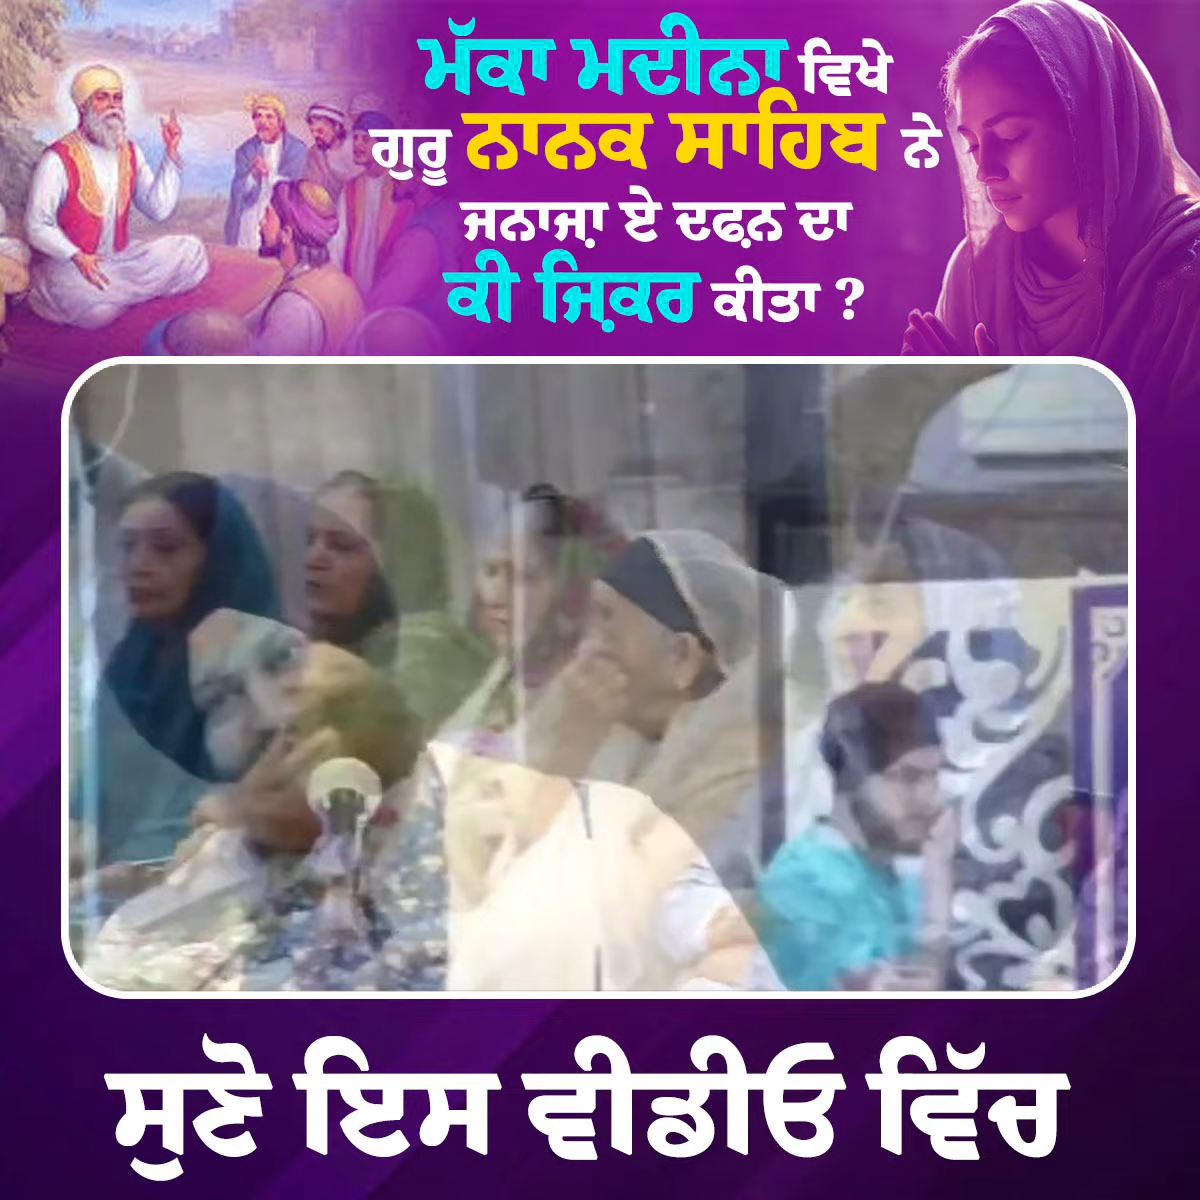 ਮੱਕਾ ਮਦੀਨਾ ਵਿਖੇ
ਗੁਰੂ ਨਾਨਕ ਸਾਹਿਬ ਨੇ
ਜਨਾਜ਼ਾ ਏ ਦਫ਼ਨ ਦਾ
ਕੀ ਜ਼ਿਕਰ ਕੀਤਾ ?
ਸੁਣੋ ਇਸ ਵੀਡੀਓ ਵਿੱਚ